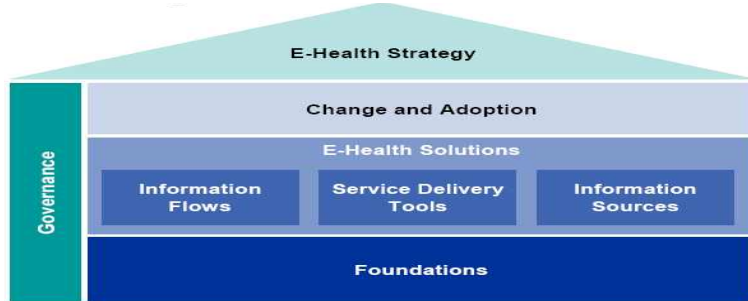 E-Health Strategy
Change and Adoption
E-Health Solutions
Governance
Information
Flows
Service Delivery
Tools
Information
Sources
Foundations